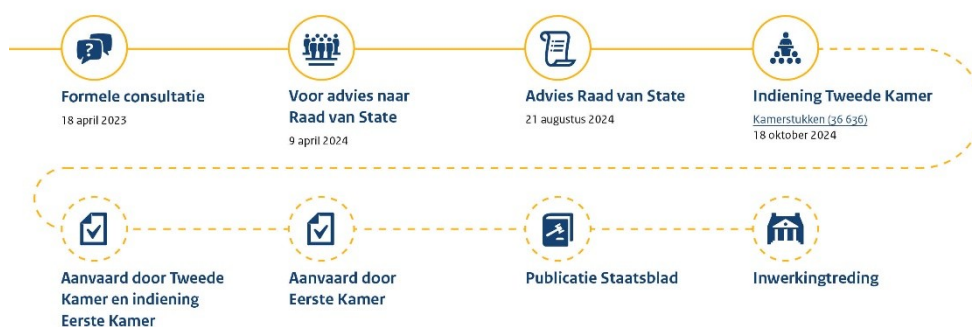 ?
Formele consultatie
18 april 2023
Voor advies naar
Raad van State
9 april 2024
Advies Raad van State
21 augustus 2024
Indiening Tweede Kamer
Kamerstukken (36 636)
18 oktober 2024
Aanvaard door Tweede
Kamer en indiening
Eerste Kamer
Aanvaard door
Eerste Kamer
Publicatie Staatsblad
Inwerkingtreding